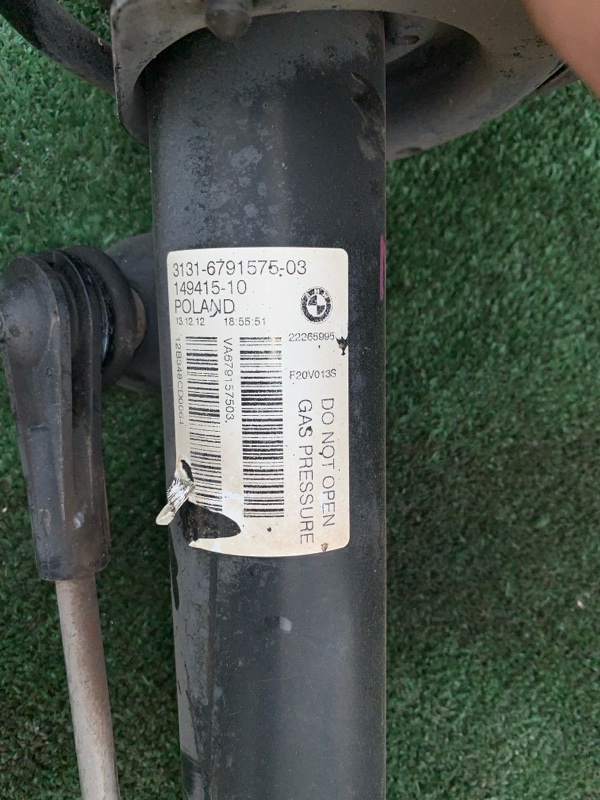 3131-6791575-03
149415-10
POLAND
13.12.12 18:55:51
22265995
F20V013S
VA679157503.
DO NOT OPEN
GAS PRESSURE